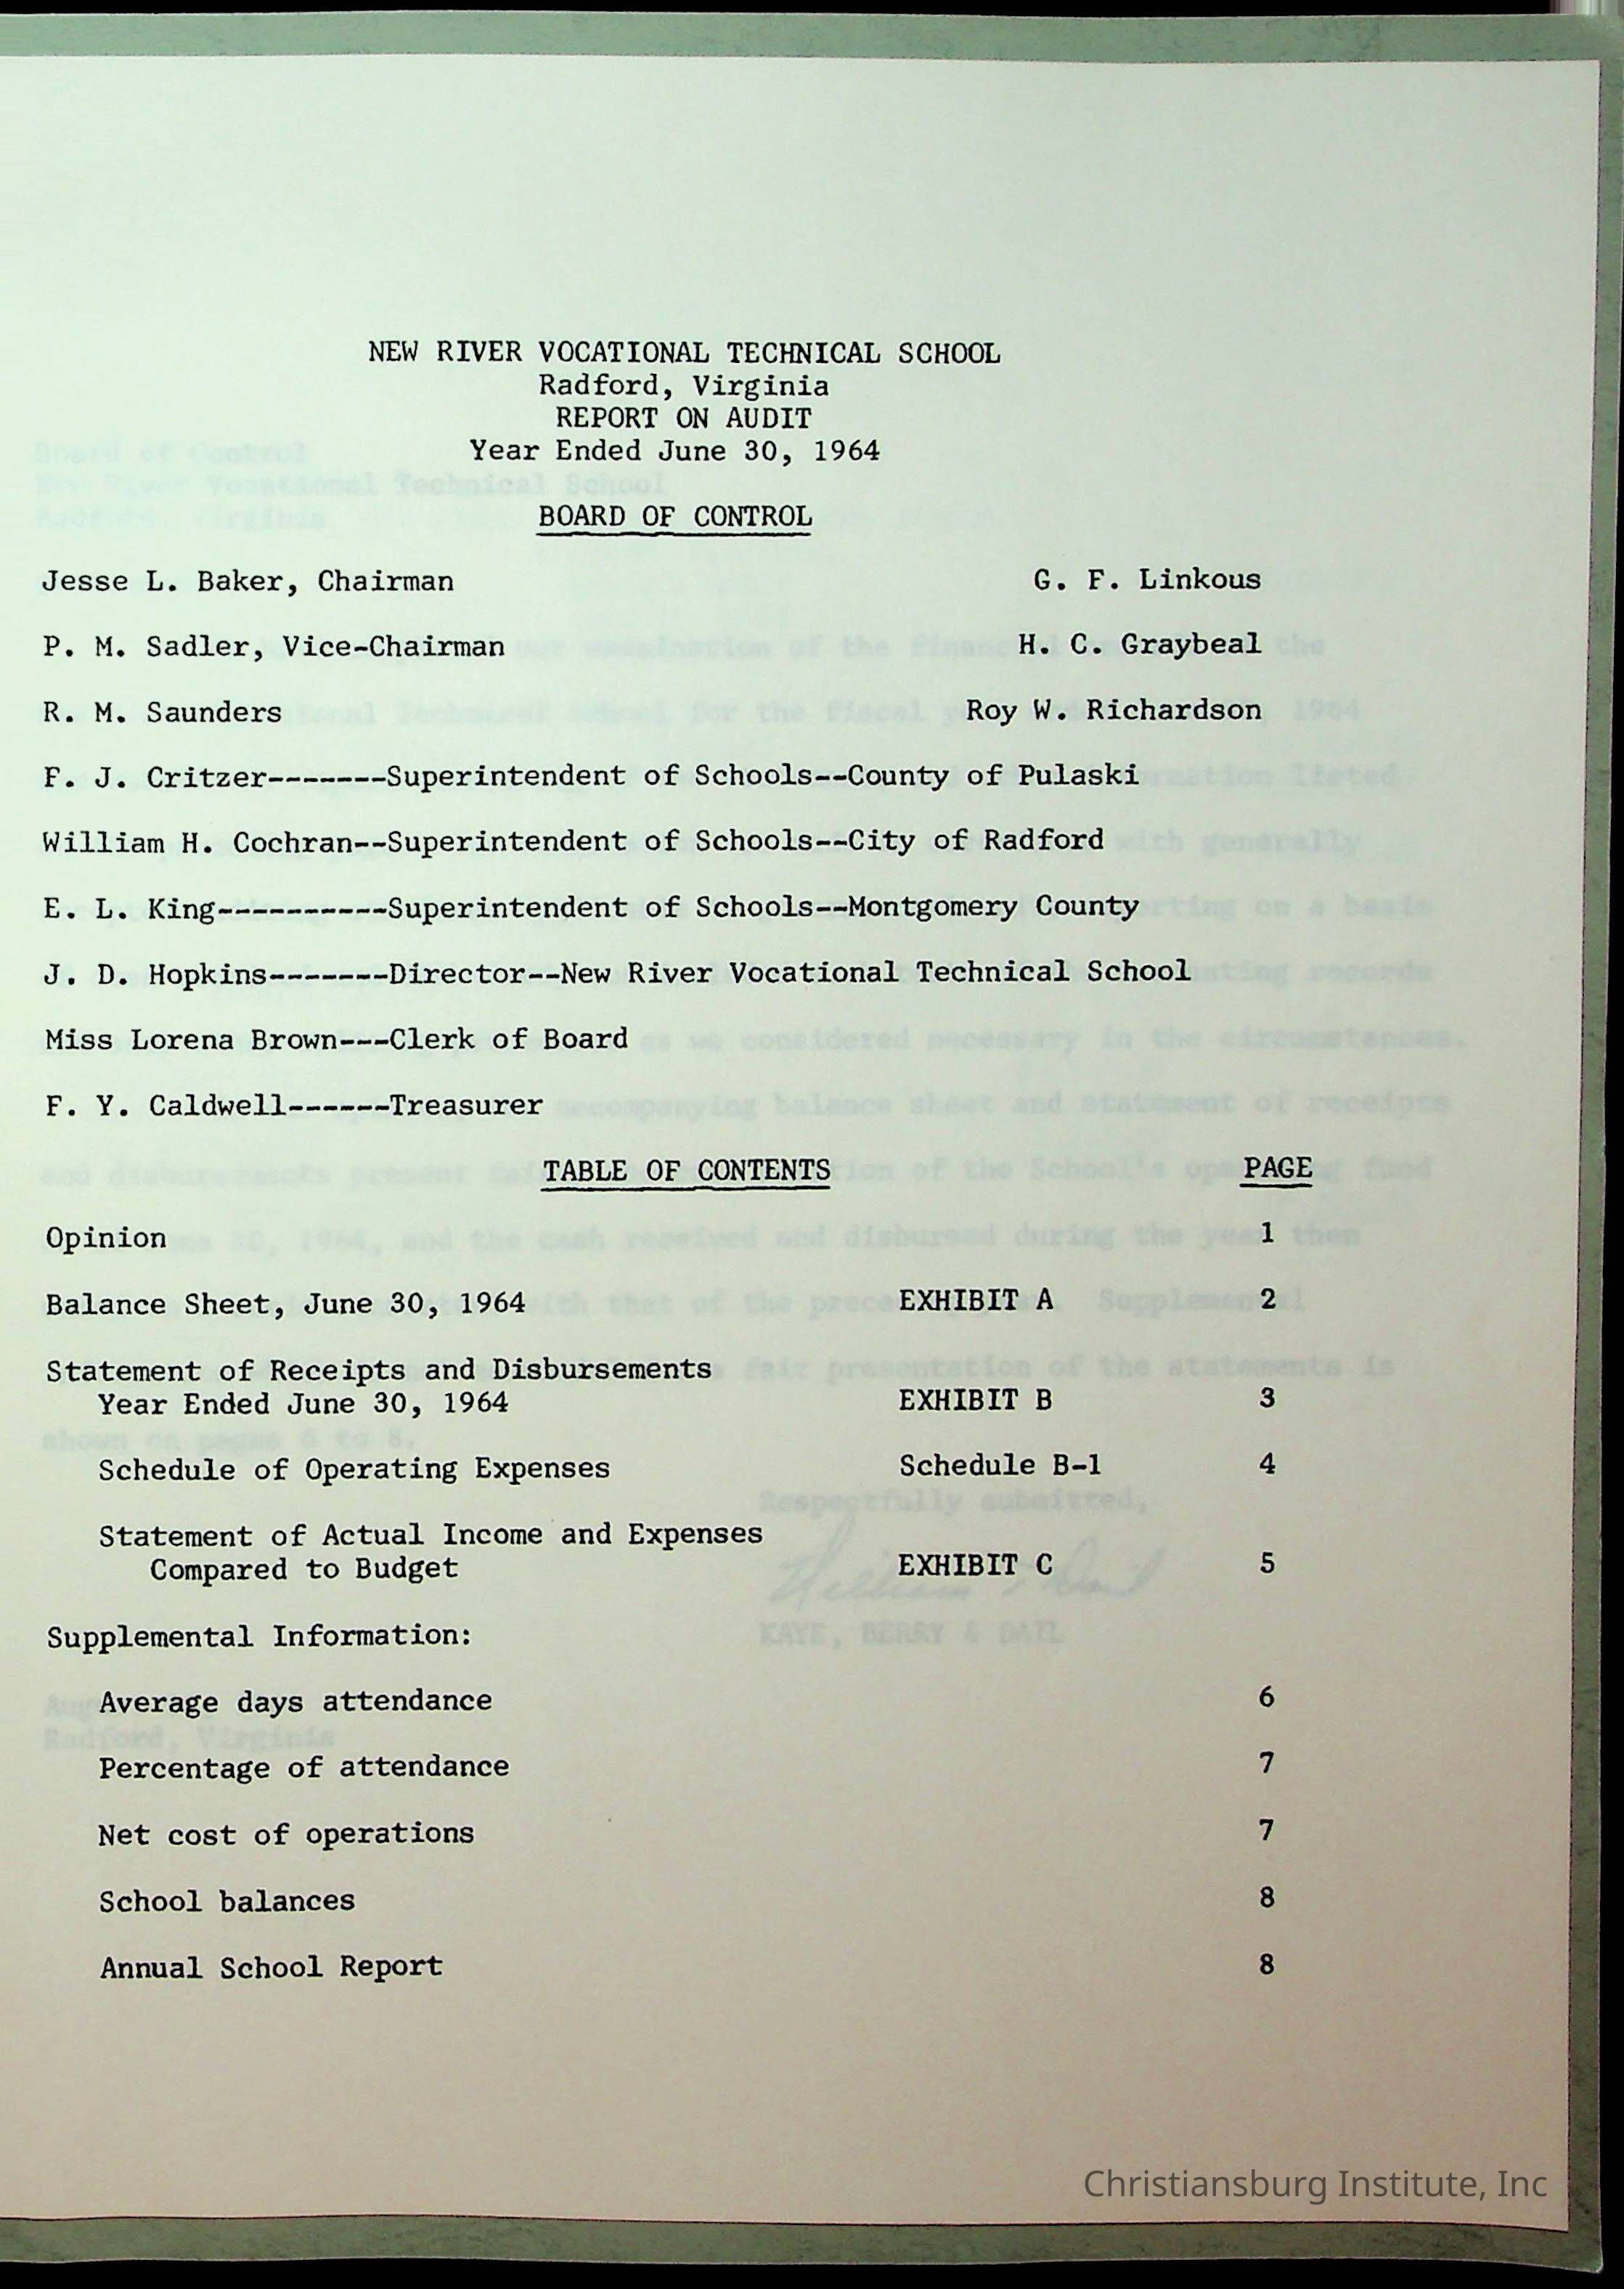 NEW RIVER VOCATIONAL TECHNICAL SCHOOL
Radford, Virginia
REPORT ON AUDIT
Year Ended June 30, 1964
BOARD OF CONTROL
Jesse L. Baker, Chairman G. F. Linkous
P. M. Sadler, Vice-Chairman H. C. Graybeal
R. M. Saunders Roy W. Richardson
F. J. Critzer-------Superintendent of Schools--County of Pulaski
William H. Cochran--Superintendent of Schools--City of Radford
E. L. King----------Superintendent of Schools--Montgomery County
J. D. Hopkins-------Director--New River Vocational Technical School
Miss Lorena Brown---Clerk of Board
F. Y. Caldwell------Treasurer
TABLE OF CONTENTS PAGE
Opinion 1
Balance Sheet, June 30, 1964 EXHIBIT A 2
Statement of Receipts and Disbursements
Year Ended June 30, 1964 EXHIBIT B 3
Schedule of Operating Expenses Schedule B-1 4
Statement of Actual Income and Expenses
Compared to Budget EXHIBIT C 5
Supplemental Information:
Average days attendance 6
Percentage of attendance 7
Net cost of operations 7
School balances 8
Annual School Report 8
Christiansburg Institute, Inc